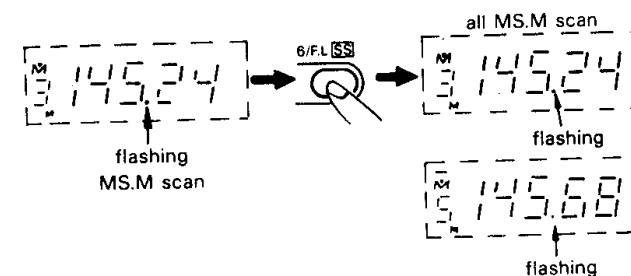 all MS.M scan
6/F.L SS
M
3 145.24
M
M
3 145.24
M
flashing
MS.M scan
flashing
M
5 145.68
M
flashing